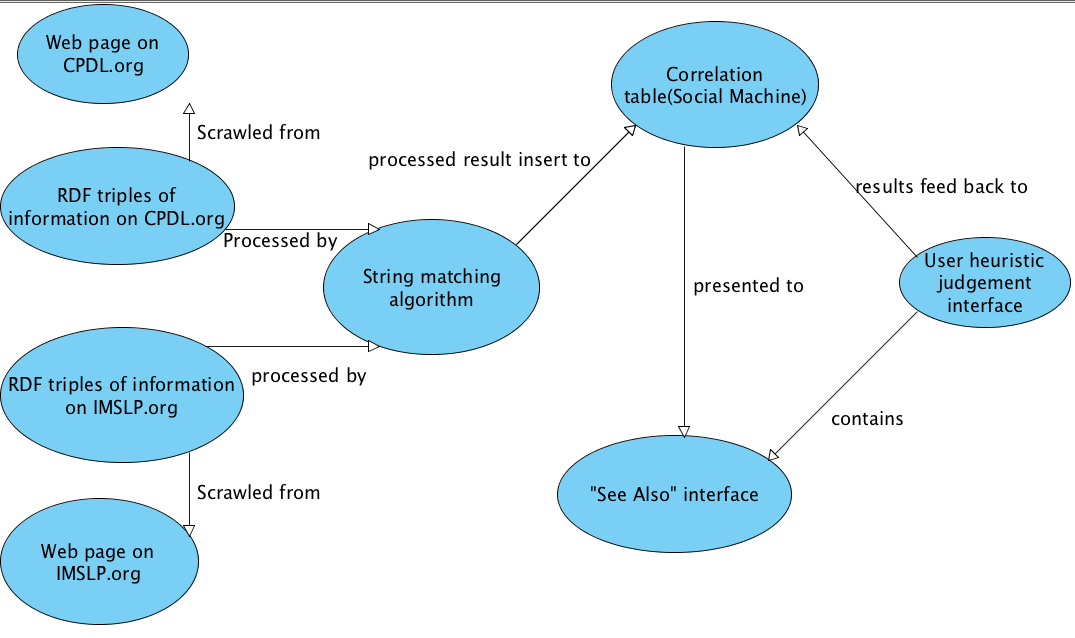 Web page on
CPDL.org
Scrawled from
RDF triples of
information on CPDL.org
Processed by
String matching
algorithm
RDF triples of information
on IMSLP.org
processed by
Scrawled from
Web page on
IMSLP.org
processed result insert to
Correlation
table(Social Machine)
results feed back to
User heuristic
judgement
interface
presented to
contains
"See Also" interface